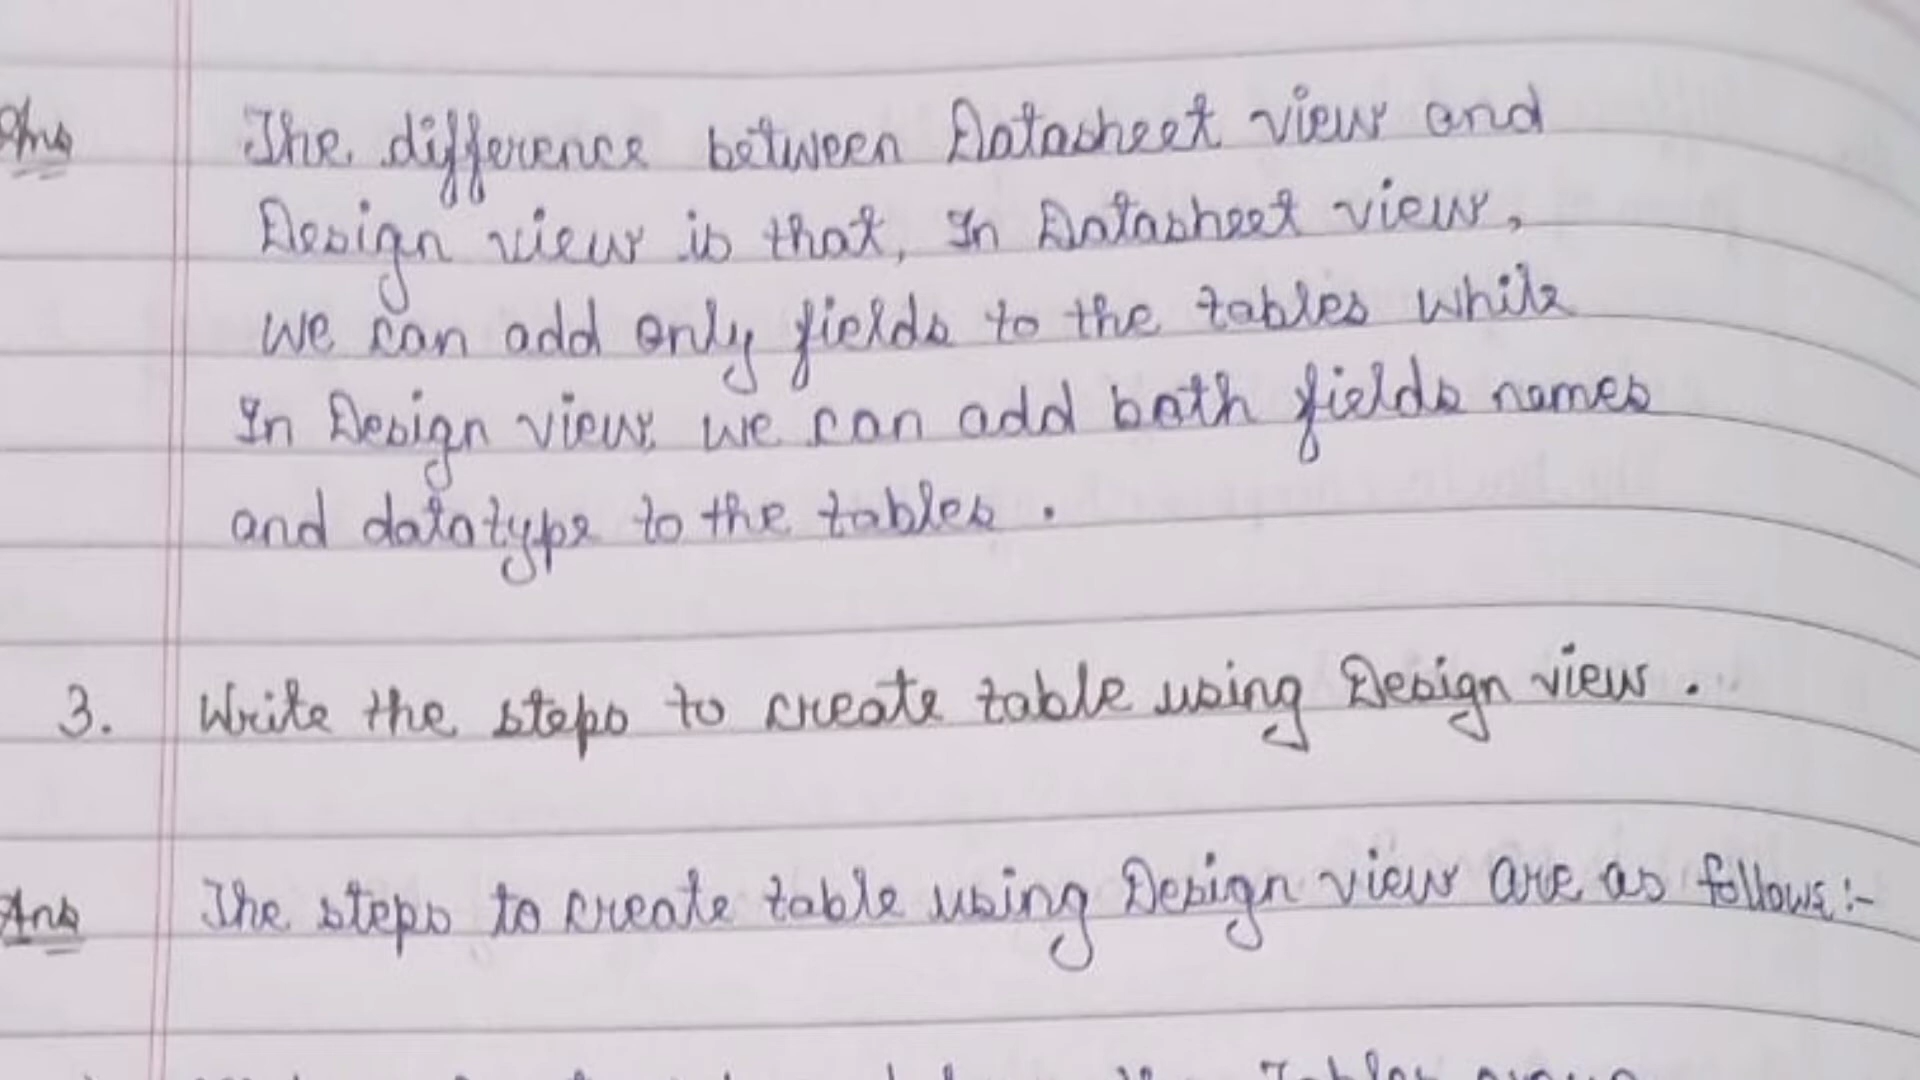 Ans The difference between Datasheet view and
Design view is that, In Datasheet view,
we can add only fields to the tables while
In Design view we can add both fields names
and datatype to the tables.
3. Write the steps to create table using Design view.
Ans The steps to create table using Design view are as follows:-